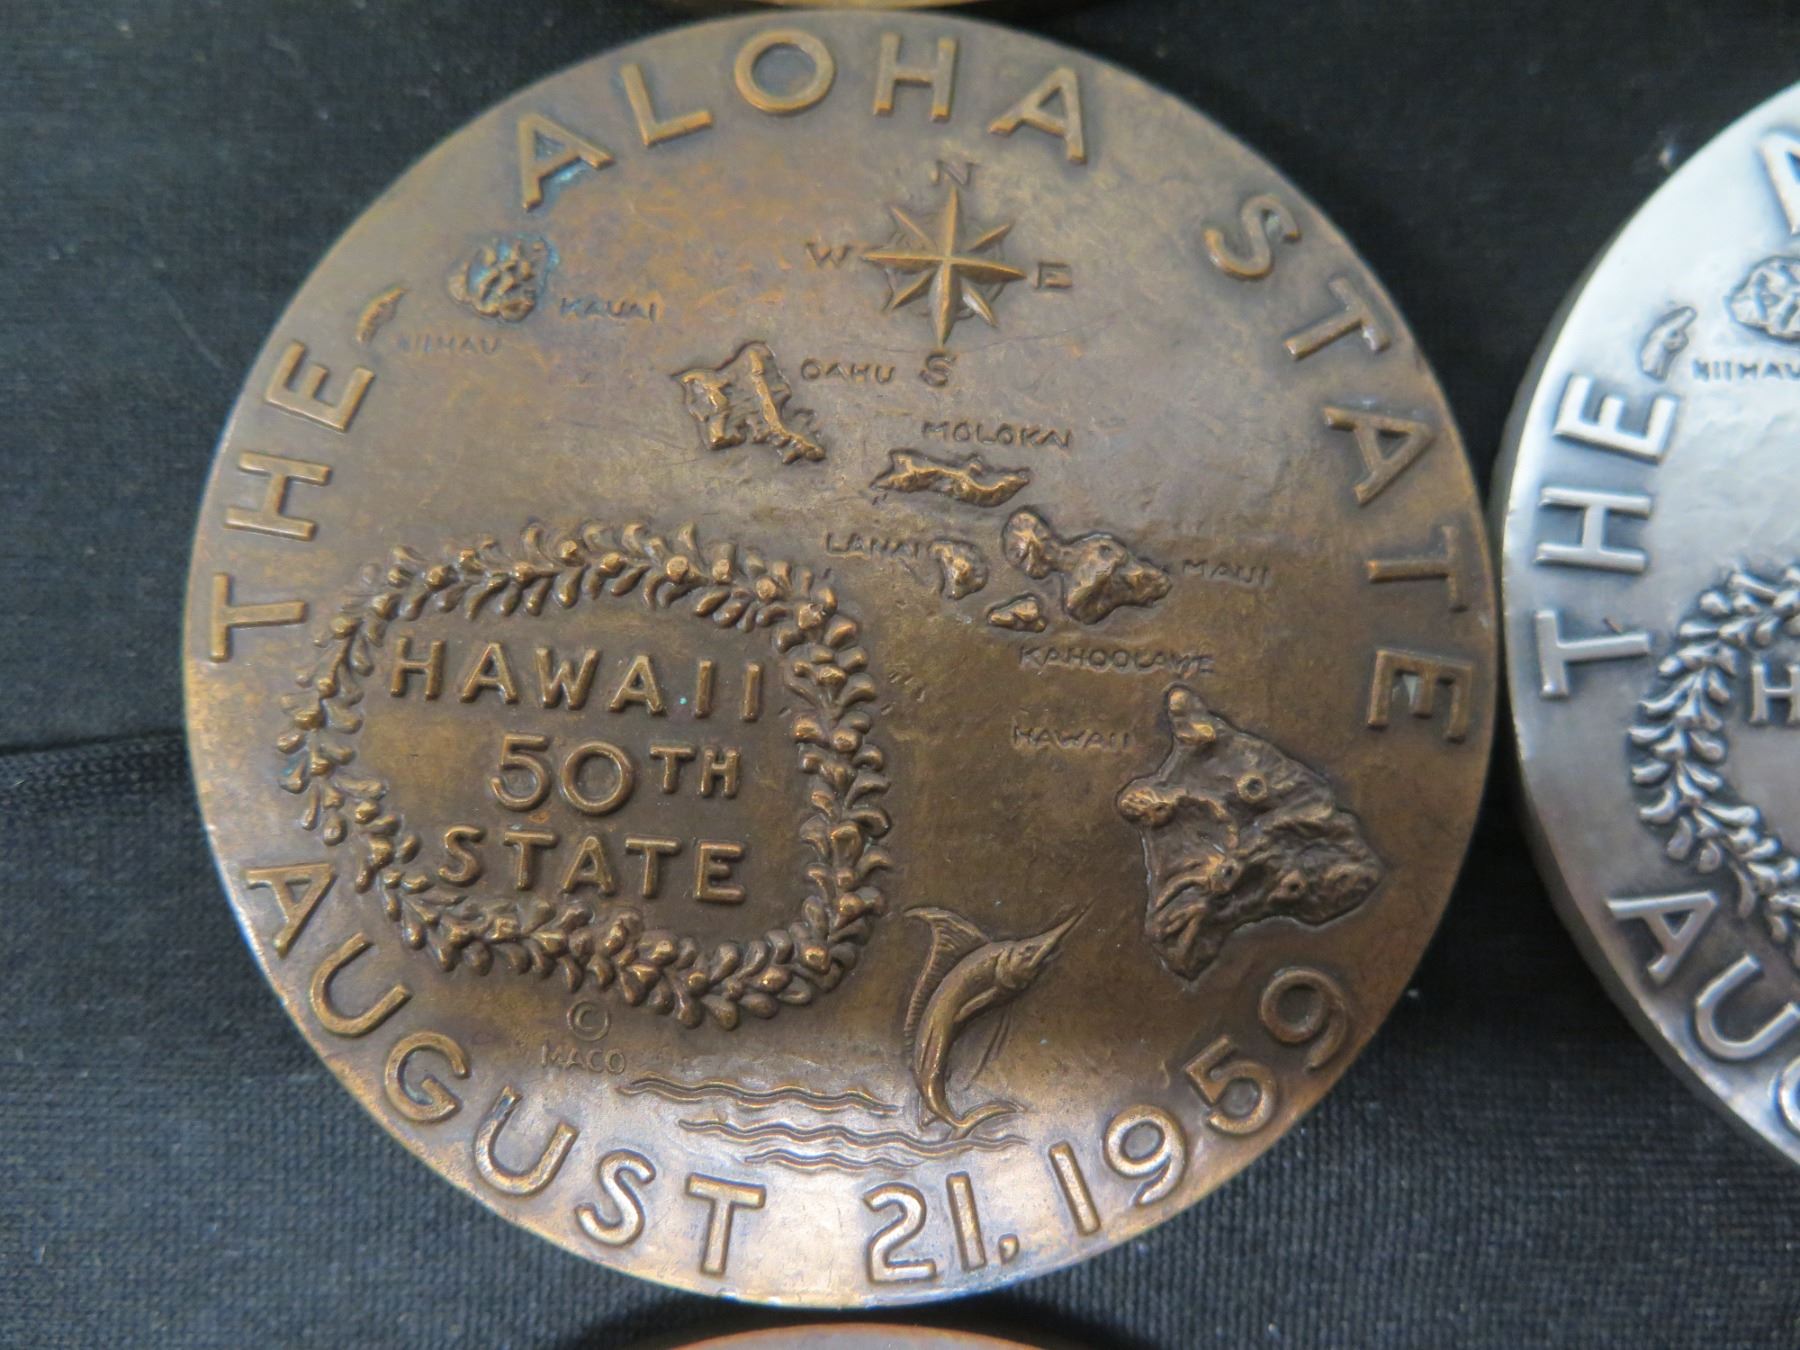 THE ALOHA STATE
N
W E
S
KAUAI
NIIHAU
OAHU
MOLOKAI
LANAI
MAUI
KAHOOLAWE
HAWAII
HAWAII
50TH
STATE
© MACO
AUGUST 21, 1959
THE A
NIIHAU
H
AUG